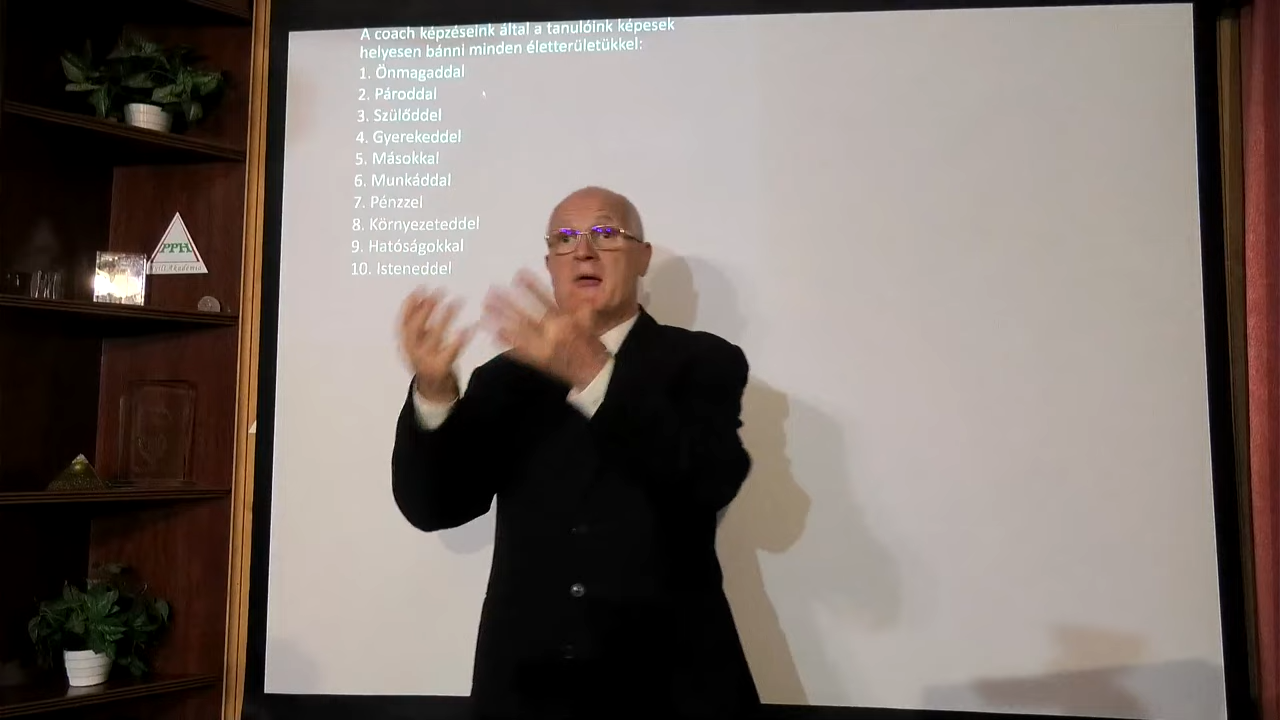 A coach képzéseink által a tanulóink képesek
helyesen bánni minden életterületükkel:
1. Önmagaddal
2. Pároddal
3. Szülőddel
4. Gyerekeddel
5. Másokkal
6. Munkáddal
7. Pénzzel
8. Környezeteddel
9. Hatóságokkal
10. Isteneddel
PPH